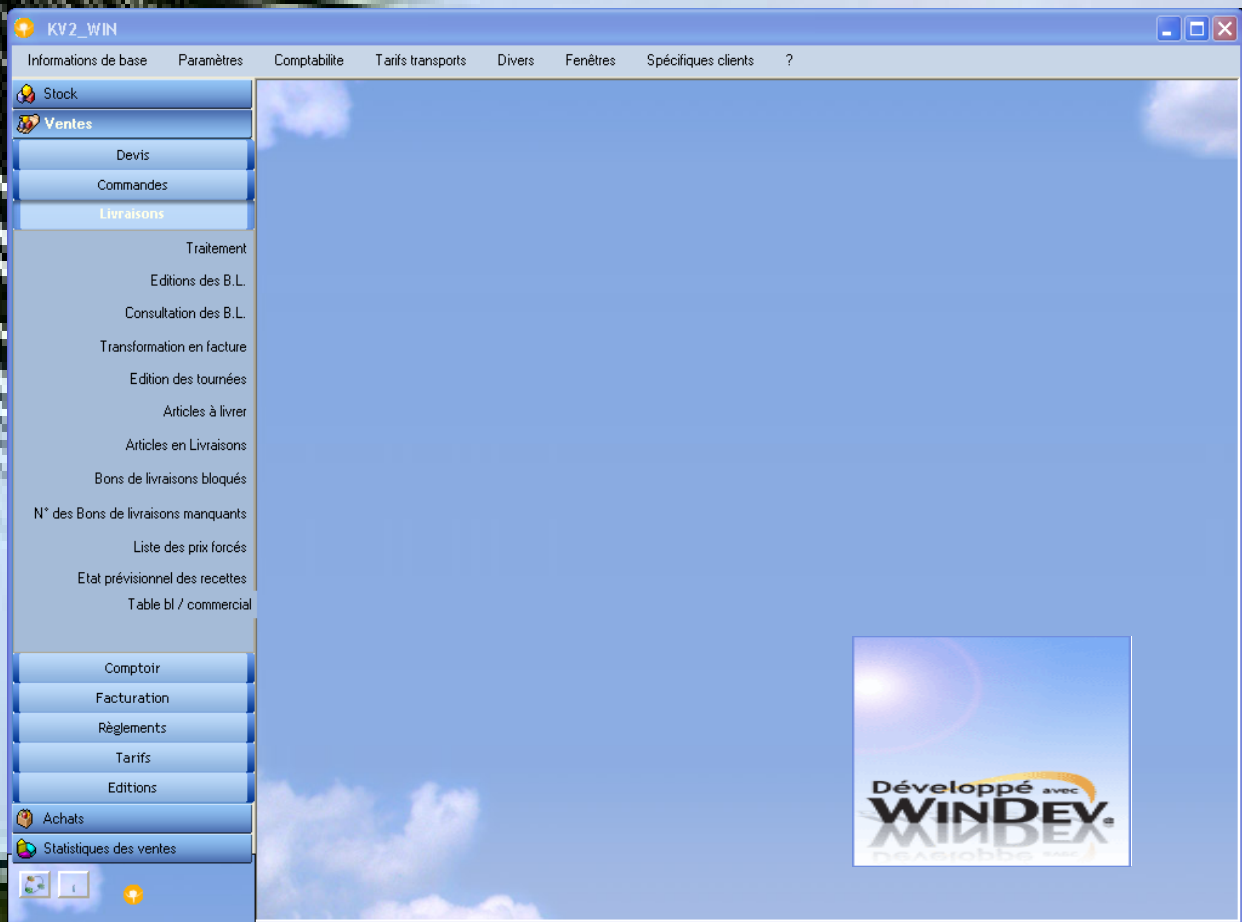 KV2_WIN
Informations de base Paramètres Comptabilite Tarifs transports Divers Fenêtres Spécifiques clients ?
Stock
Ventes
Devis
Commandes
Livraisons
Traitement
Editions des B.L.
Consultation des B.L.
Transformation en facture
Edition des tournées
Articles à livrer
Articles en Livraisons
Bons de livraisons bloqués
N° des Bons de livraisons manquants
Liste des prix forcés
Etat prévisionnel des recettes
Table bl / commercial
Comptoir
Facturation
Règlements
Tarifs
Editions
Achats
Statistiques des ventes
Développé avec
WINDEV